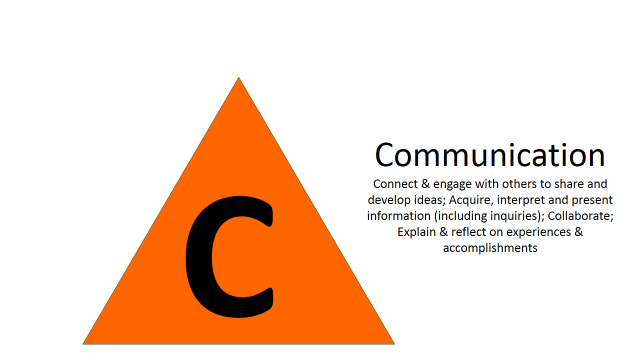 C
Communication
Connect & engage with others to share and
develop ideas; Acquire, interpret and present
information (including inquiries); Collaborate;
Explain & reflect on experiences &
accomplishments